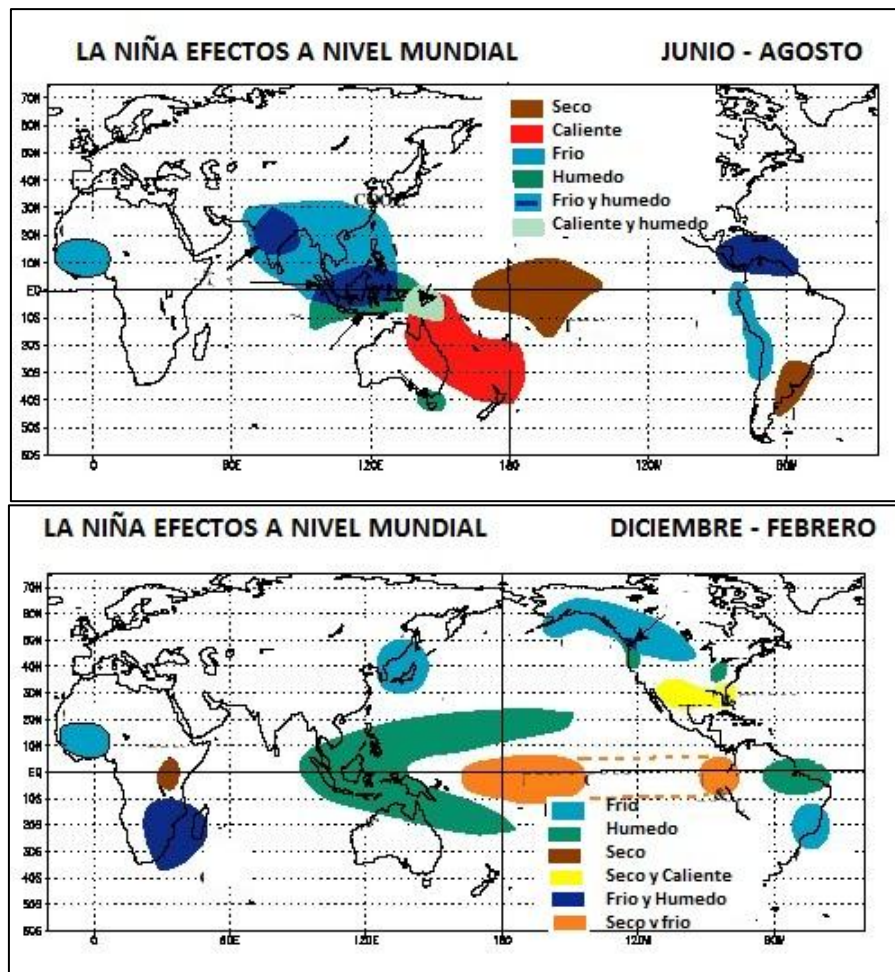 LA NIÑA EFECTOS A NIVEL MUNDIAL JUNIO - AGOSTO
Seco
Caliente
Frio
Humedo
Frio y humedo
Caliente y humedo
70N
60N
50N
40N
30N
20N
10N
EQ
10S
20S
30S
40S
50S
60S
0 60E 120E 180 120W 60W
LA NIÑA EFECTOS A NIVEL MUNDIAL DICIEMBRE - FEBRERO
70N
60N
50N
40N
30N
20N
10N
EQ
10S
20S
30S
40S
50S
60S
Frio
Humedo
Seco
Seco y Caliente
Frio y Humedo
Seco y frio
0 60E 120E 180 120W 60W